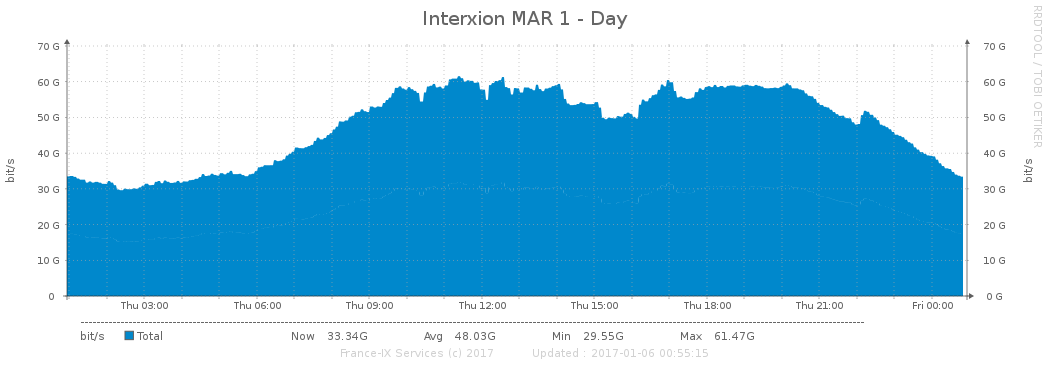 Interxion MAR 1 - Day
RRDTOOL / TOBI OETIKER
70 G 70 G
60 G 60 G
50 G 50 G
40 G 40 G
30 G 30 G
20 G 20 G
10 G 10 G
0 0 G
bit/s
bit/s
Thu 03:00 Thu 06:00 Thu 09:00 Thu 12:00 Thu 15:00 Thu 18:00 Thu 21:00 Fri 00:00
bit/s Total Now 33.34G Avg 48.03G Min 29.55G Max 61.47G
France-IX Services (c) 2017 Updated : 2017-01-06 00:55:15